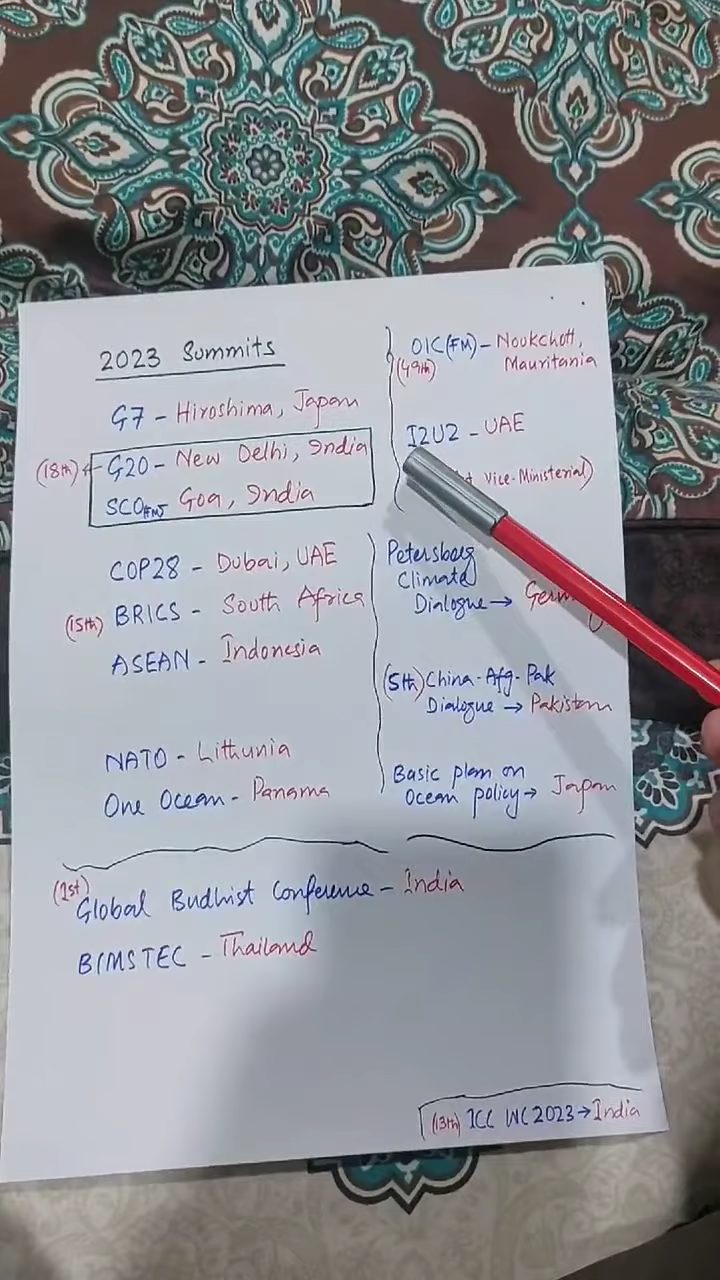 2023 Summits
G7 - Hiroshima, Japan
(18th) G20 - New Delhi, India
SCO(FM) Goa, India
COP28 - Dubai, UAE
(15th) BRICS - South Africa
ASEAN - Indonesia
NATO - Lithunia
One Ocean - Panama
OIC (FM) - Nookchott,
(49th) Mauritania
I2U2 - UAE
Vice-Ministerial)
Petersberg
Climate
Dialogue →
(5th) China-Afg-Pak
Dialogue → Pakistan
Basic plan on
Ocean policy → Japan
(1st)
Global Budhist Conference - India
BIMSTEC - Thailand
(13th) ICC WC2023 → India